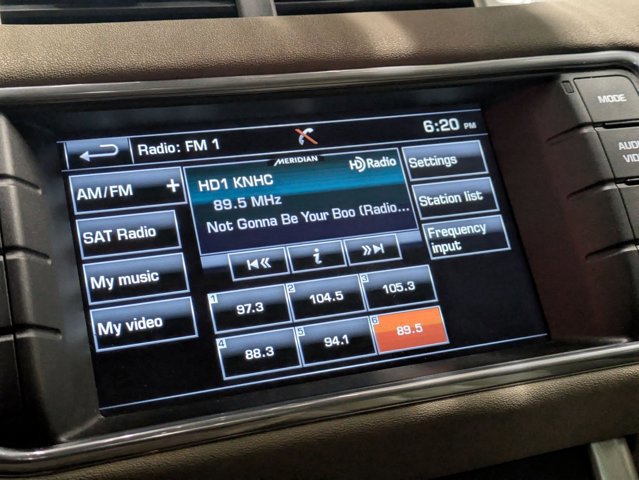 Radio: FM 1
6:20 PM
MODE
AUDIO
VID
AM/FM +
SAT Radio
My music
My video
MERIDIAN
HD Radio
HD1 KNHC
89.5 MHz
Not Gonna Be Your Boo (Radio...
i
Settings
Station list
Frequency
input
1 97.3
2 104.5
3 105.3
4 88.3
5 94.1
6 89.5